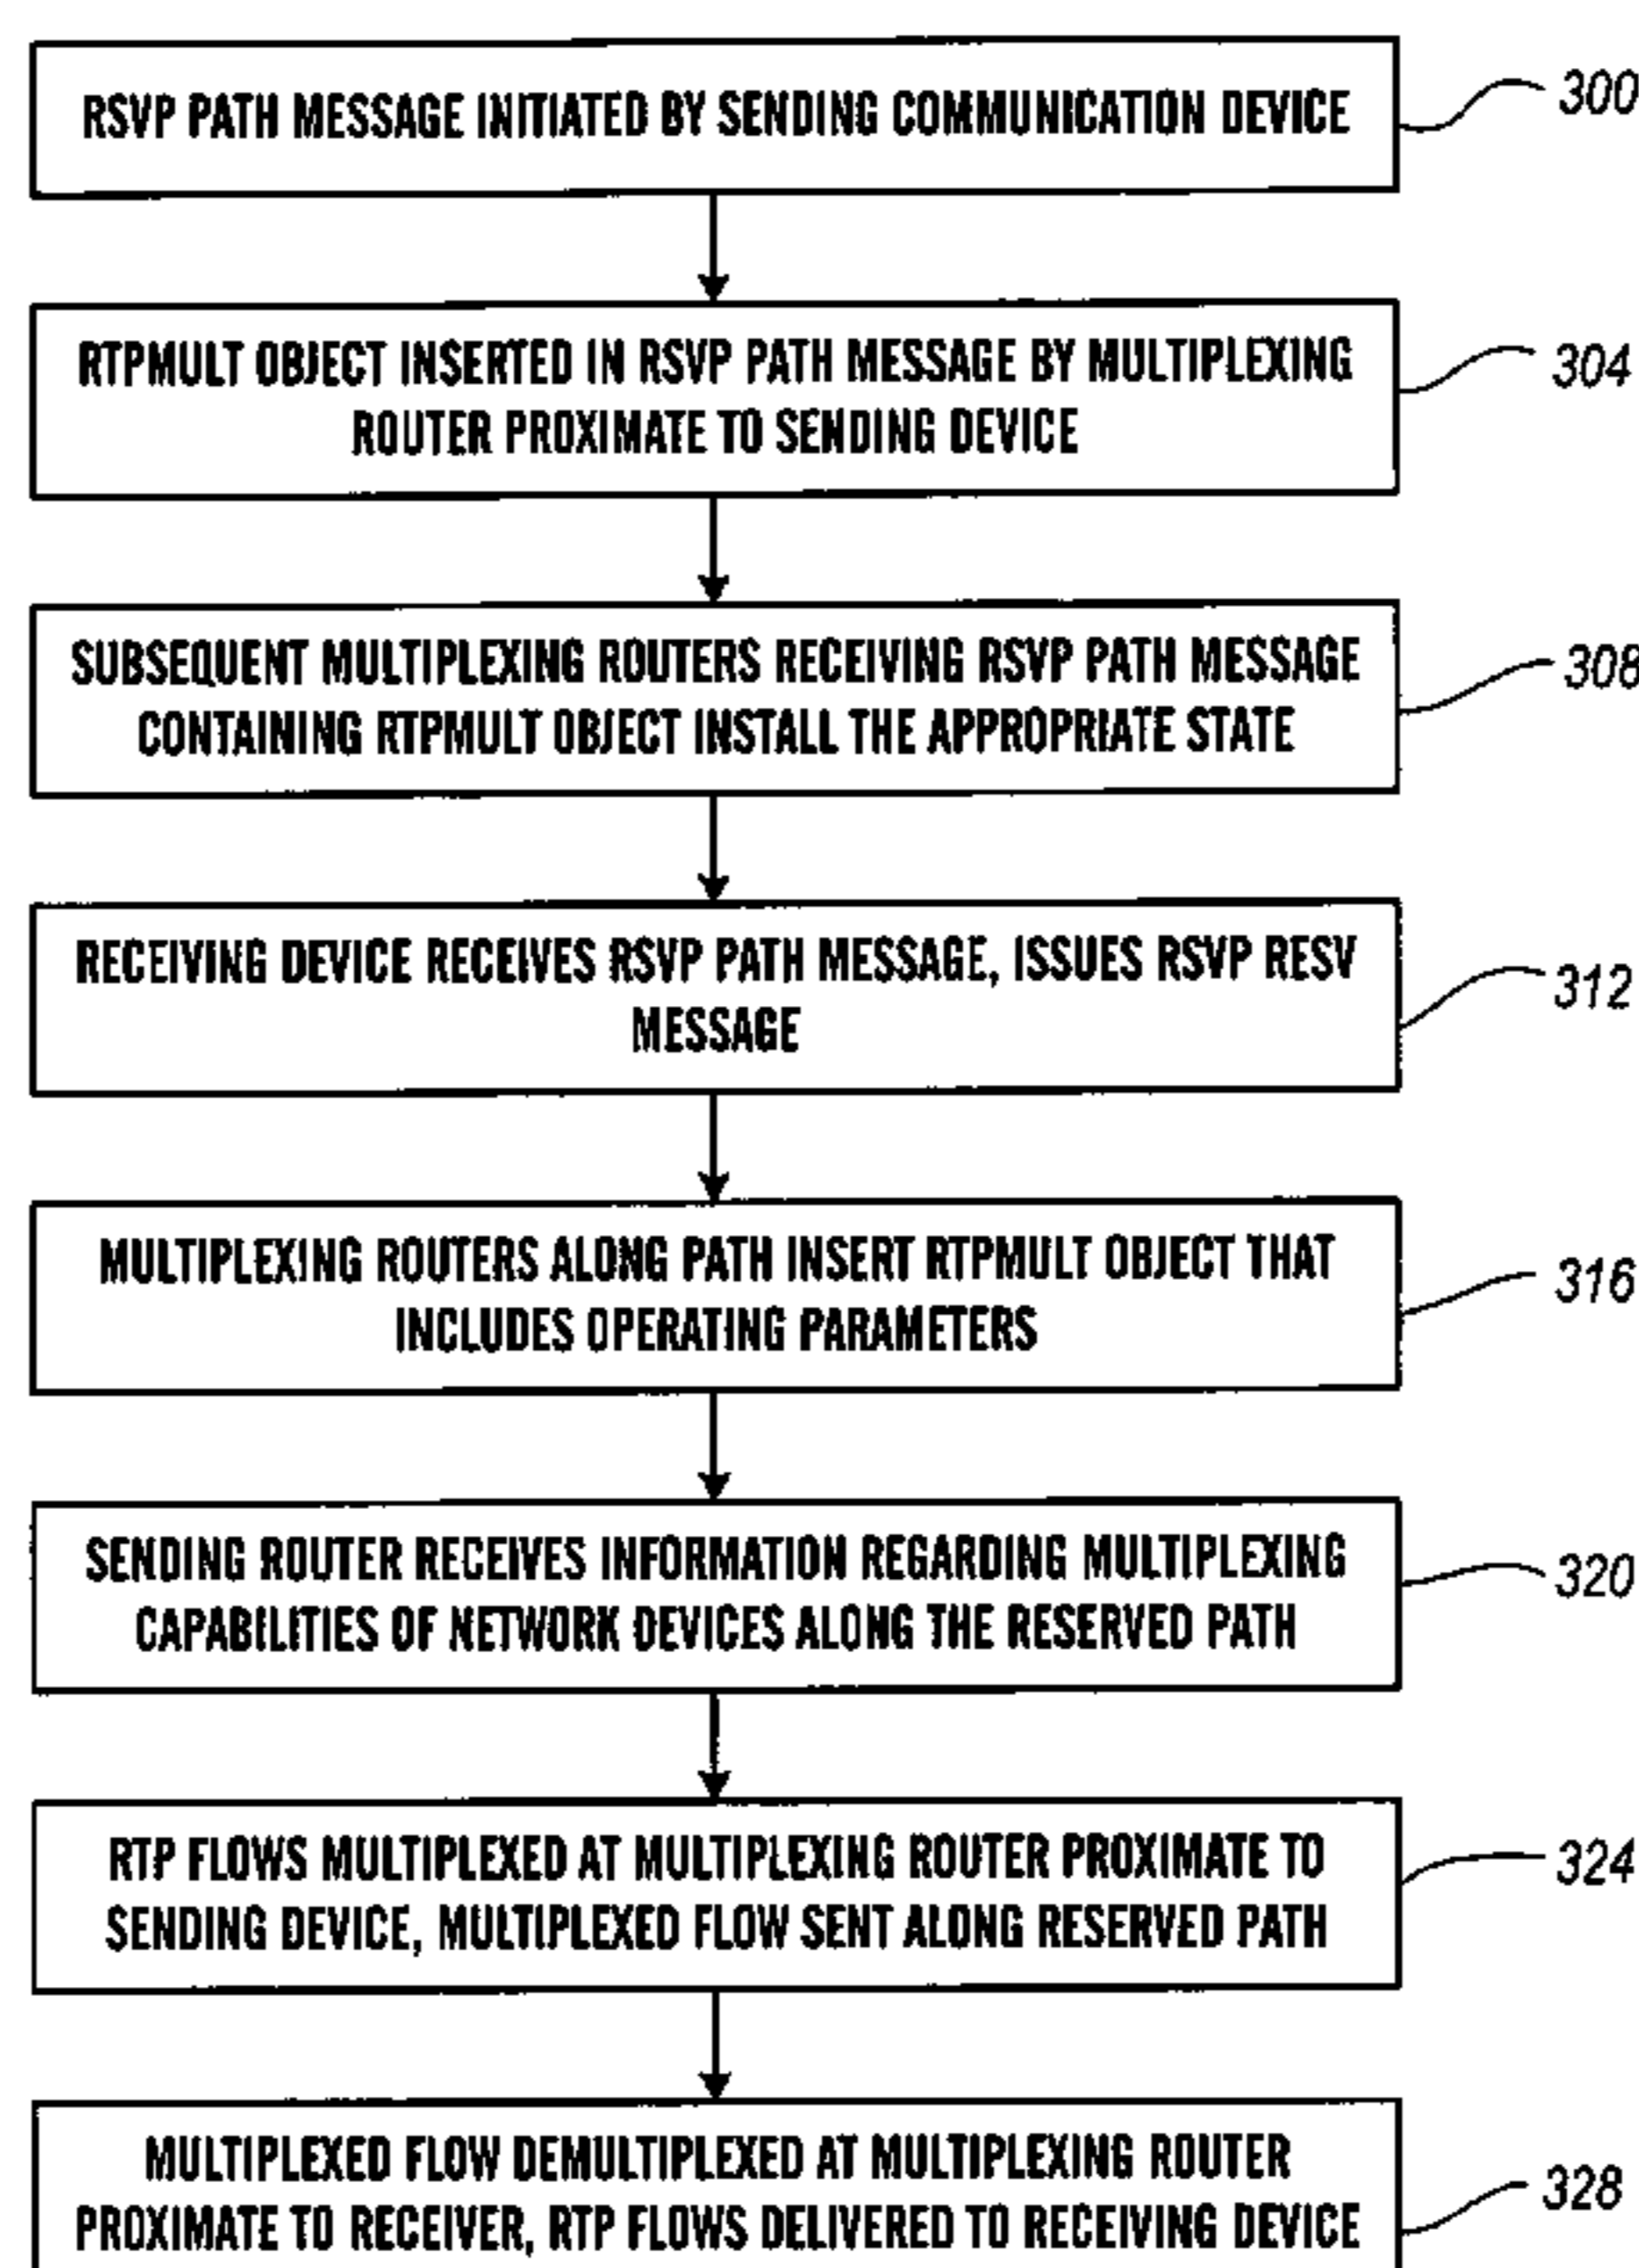 RSVP PATH MESSAGE INITIATED BY SENDING COMMUNICATION DEVICE
300
RTPMULT OBJECT INSERTED IN RSVP PATH MESSAGE BY MULTIPLEXING
ROUTER PROXIMATE TO SENDING DEVICE
304
SUBSEQUENT MULTIPLEXING ROUTERS RECEIVING RSVP PATH MESSAGE
CONTAINING RTPMULT OBJECT INSTALL THE APPROPRIATE STATE
308
RECEIVING DEVICE RECEIVES RSVP PATH MESSAGE, ISSUES RSVP RESV
MESSAGE
312
MULTIPLEXING ROUTERS ALONG PATH INSERT RTPMULT OBJECT THAT
INCLUDES OPERATING PARAMETERS
316
SENDING ROUTER RECEIVES INFORMATION REGARDING MULTIPLEXING
CAPABILITIES OF NETWORK DEVICES ALONG THE RESERVED PATH
320
RTP FLOWS MULTIPLEXED AT MULTIPLEXING ROUTER PROXIMATE TO
SENDING DEVICE, MULTIPLEXED FLOW SENT ALONG RESERVED PATH
324
MULTIPLEXED FLOW DEMULTIPLEXED AT MULTIPLEXING ROUTER
PROXIMATE TO RECEIVER, RTP FLOWS DELIVERED TO RECEIVING DEVICE
328